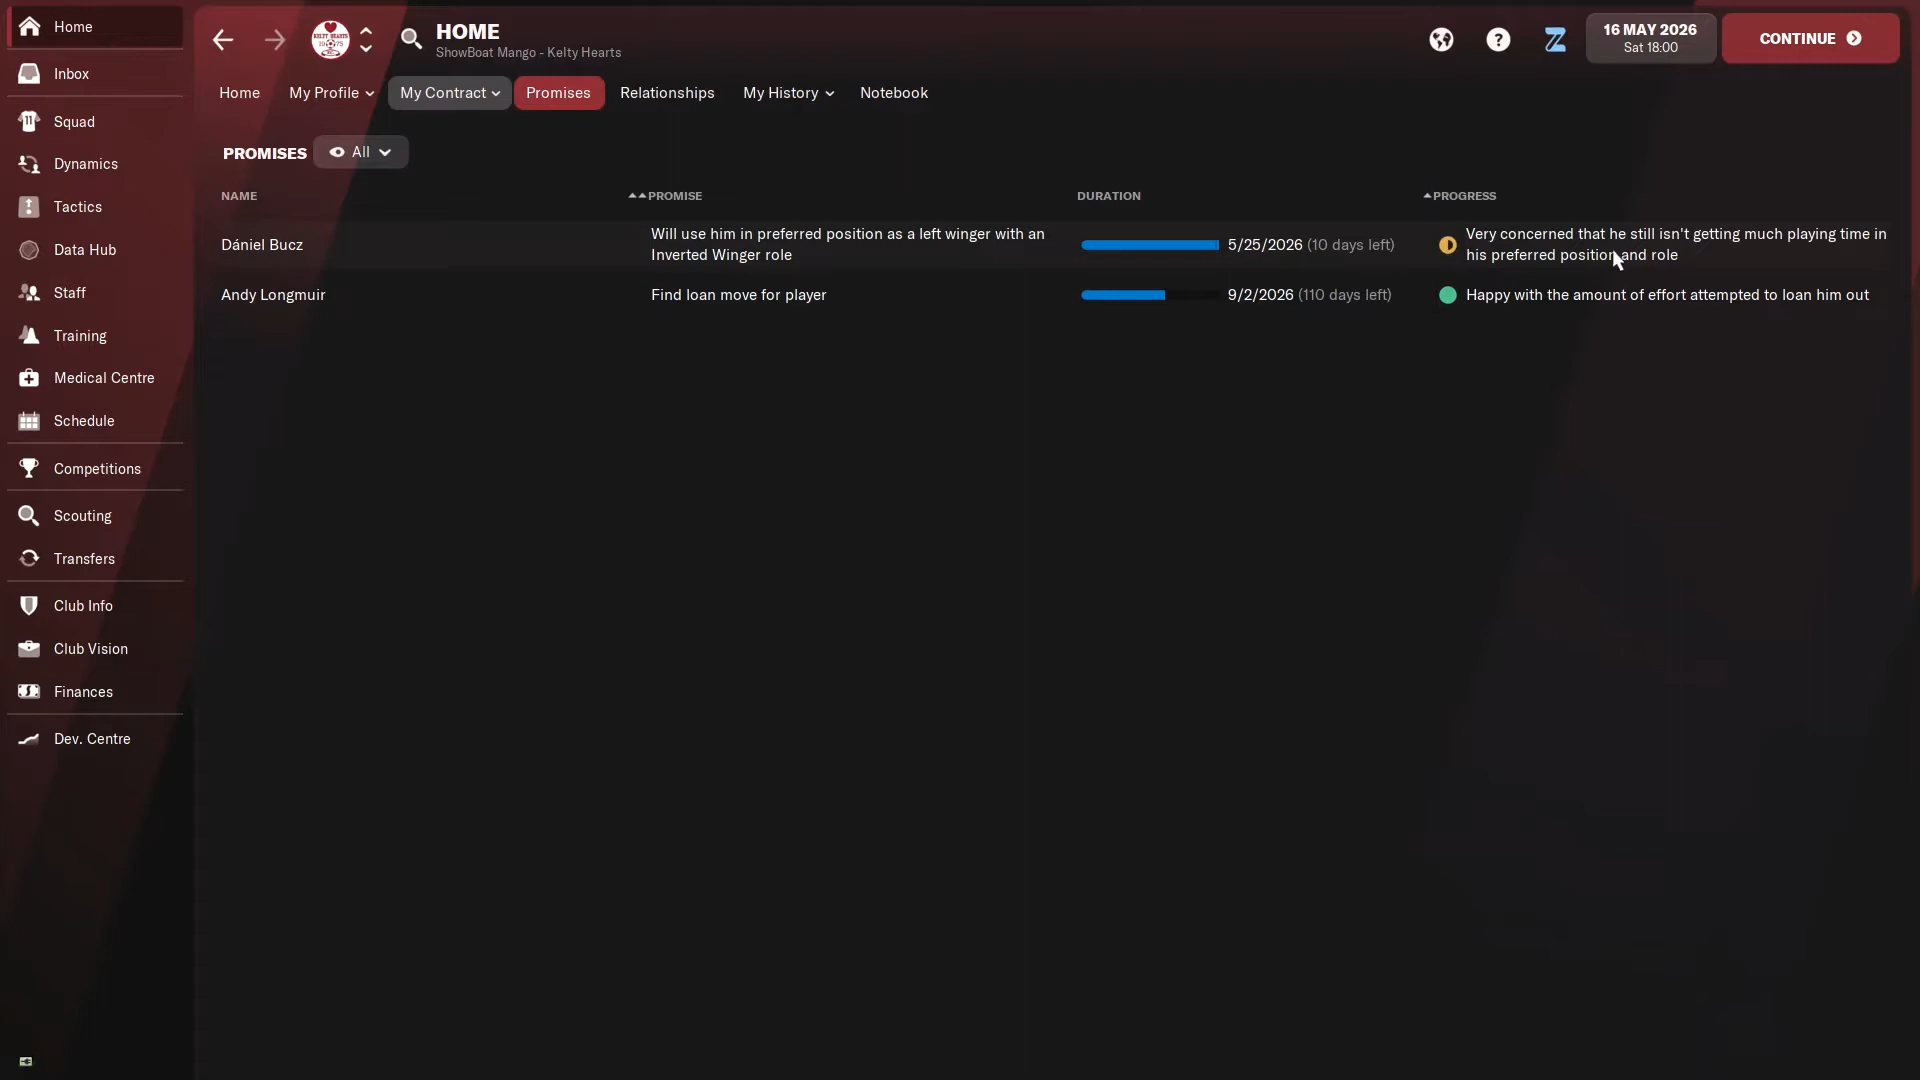 Home
Inbox
Squad
Dynamics
Tactics
Data Hub
Staff
Training
Medical Centre
Schedule
Competitions
Scouting
Transfers
Club Info
Club Vision
Finances
Dev. Centre
KELTY HEARTS
1975
HOME
ShowBoat Mango - Kelty Hearts
16 MAY 2026
Sat 18:00
CONTINUE
Home My Profile My Contract Promises Relationships My History Notebook
PROMISES All
NAME PROMISE DURATION PROGRESS
Dániel Bucz
Will use him in preferred position as a left winger with an
Inverted Winger role
5/25/2026 (10 days left)
Very concerned that he still isn't getting much playing time in
his preferred position and role
Andy Longmuir Find loan move for player 9/2/2026 (110 days left) Happy with the amount of effort attempted to loan him out